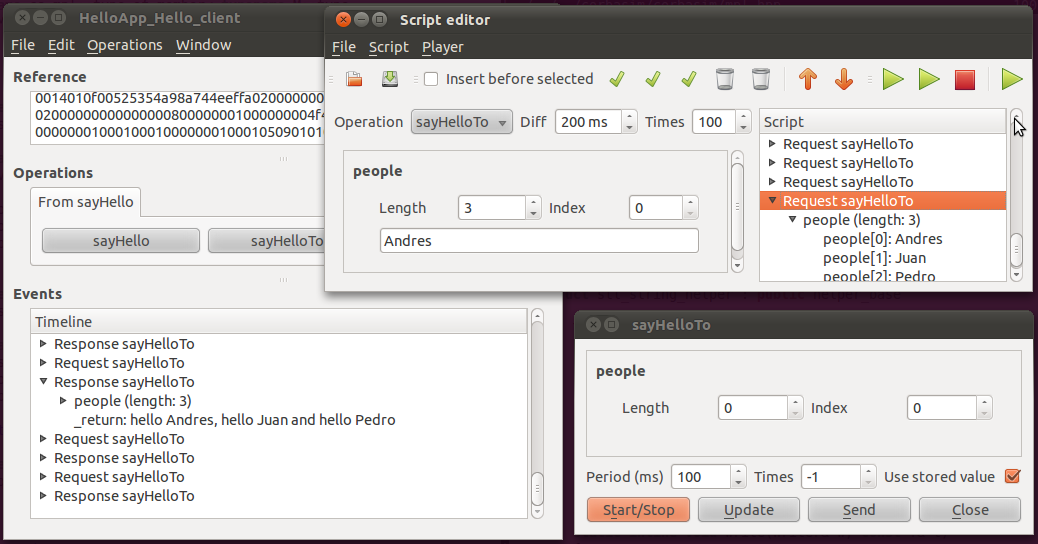 HelloApp_Hello_client
File Edit Operations Window
Reference
0014010f00525354a98a744eeffa020000000
02000000000000000800000001000000004f4
0000000100010001000000010001050901010
Operations
From sayHello
sayHello sayHelloTo
Events
Timeline
Response sayHelloTo
Request sayHelloTo
Response sayHelloTo
people (length: 3)
_return: hello Andres, hello Juan and hello Pedro
Request sayHelloTo
Response sayHelloTo
Request sayHelloTo
Response sayHelloTo
Script editor
File Script Player
Insert before selected
Operation sayHelloTo Diff 200 ms Times 100
people
Length 3 Index 0
Andres
Script
Request sayHelloTo
Request sayHelloTo
Request sayHelloTo
Request sayHelloTo
people (length: 3)
people[0]: Andres
people[1]: Juan
people[2]: Pedro
sayHelloTo
people
Length 0 Index 0
Period (ms) 100 Times -1 Use stored value
Start/Stop Update Send Close